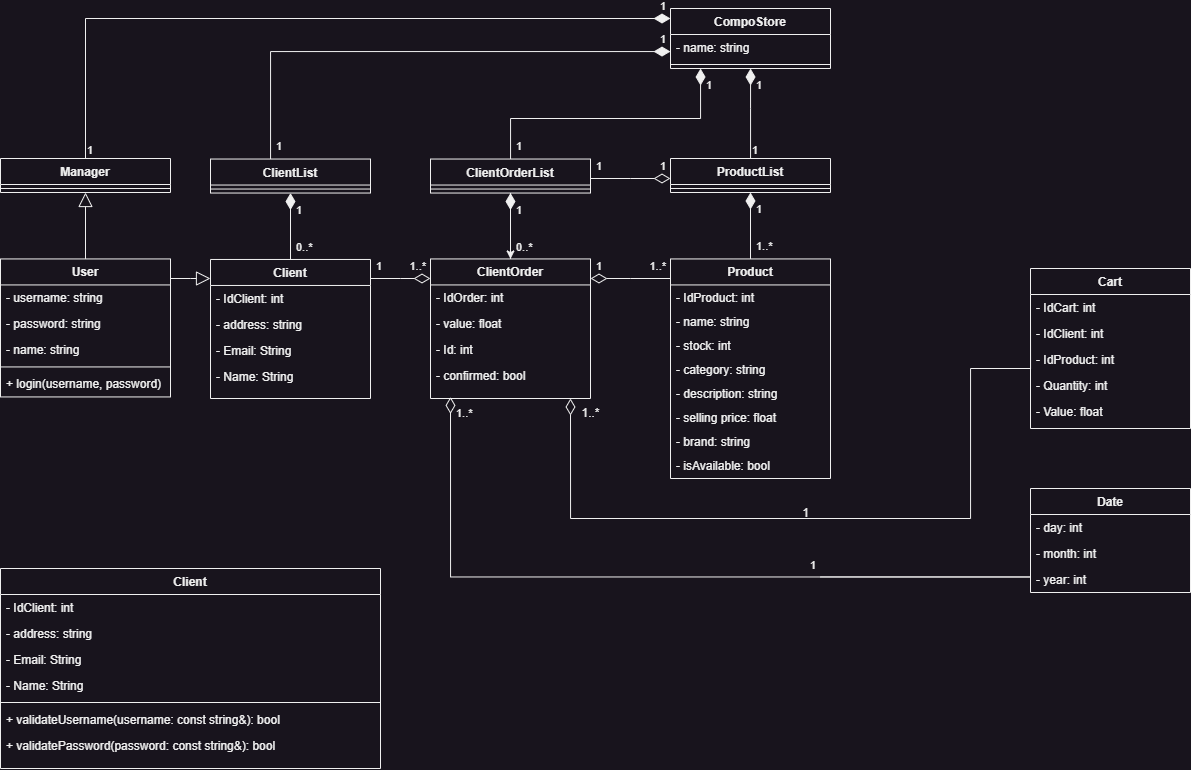 1
CompoStore
1
- name: string
1
1
1
1
1
1
Manager
ClientList
ClientOrderList
1
1
ProductList
1
1
1
0..*
0..*
1..*
User
- username: string
- password: string
- name: string
+ login(username, password)
Client
- IdClient: int
- address: string
- Email: String
- Name: String
1
1..*
ClientOrder
- IdOrder: int
- value: float
- Id: int
- confirmed: bool
1
1..*
Product
- IdProduct: int
- name: string
- stock: int
- category: string
- description: string
- selling price: float
- brand: string
- isAvailable: bool
Cart
- IdCart: int
- IdClient: int
- IdProduct: int
- Quantity: int
- Value: float
1..*
1..*
1
1
Date
- day: int
- month: int
- year: int
Client
- IdClient: int
- address: string
- Email: String
- Name: String
+ validateUsername(username: const string&): bool
+ validatePassword(password: const string&): bool